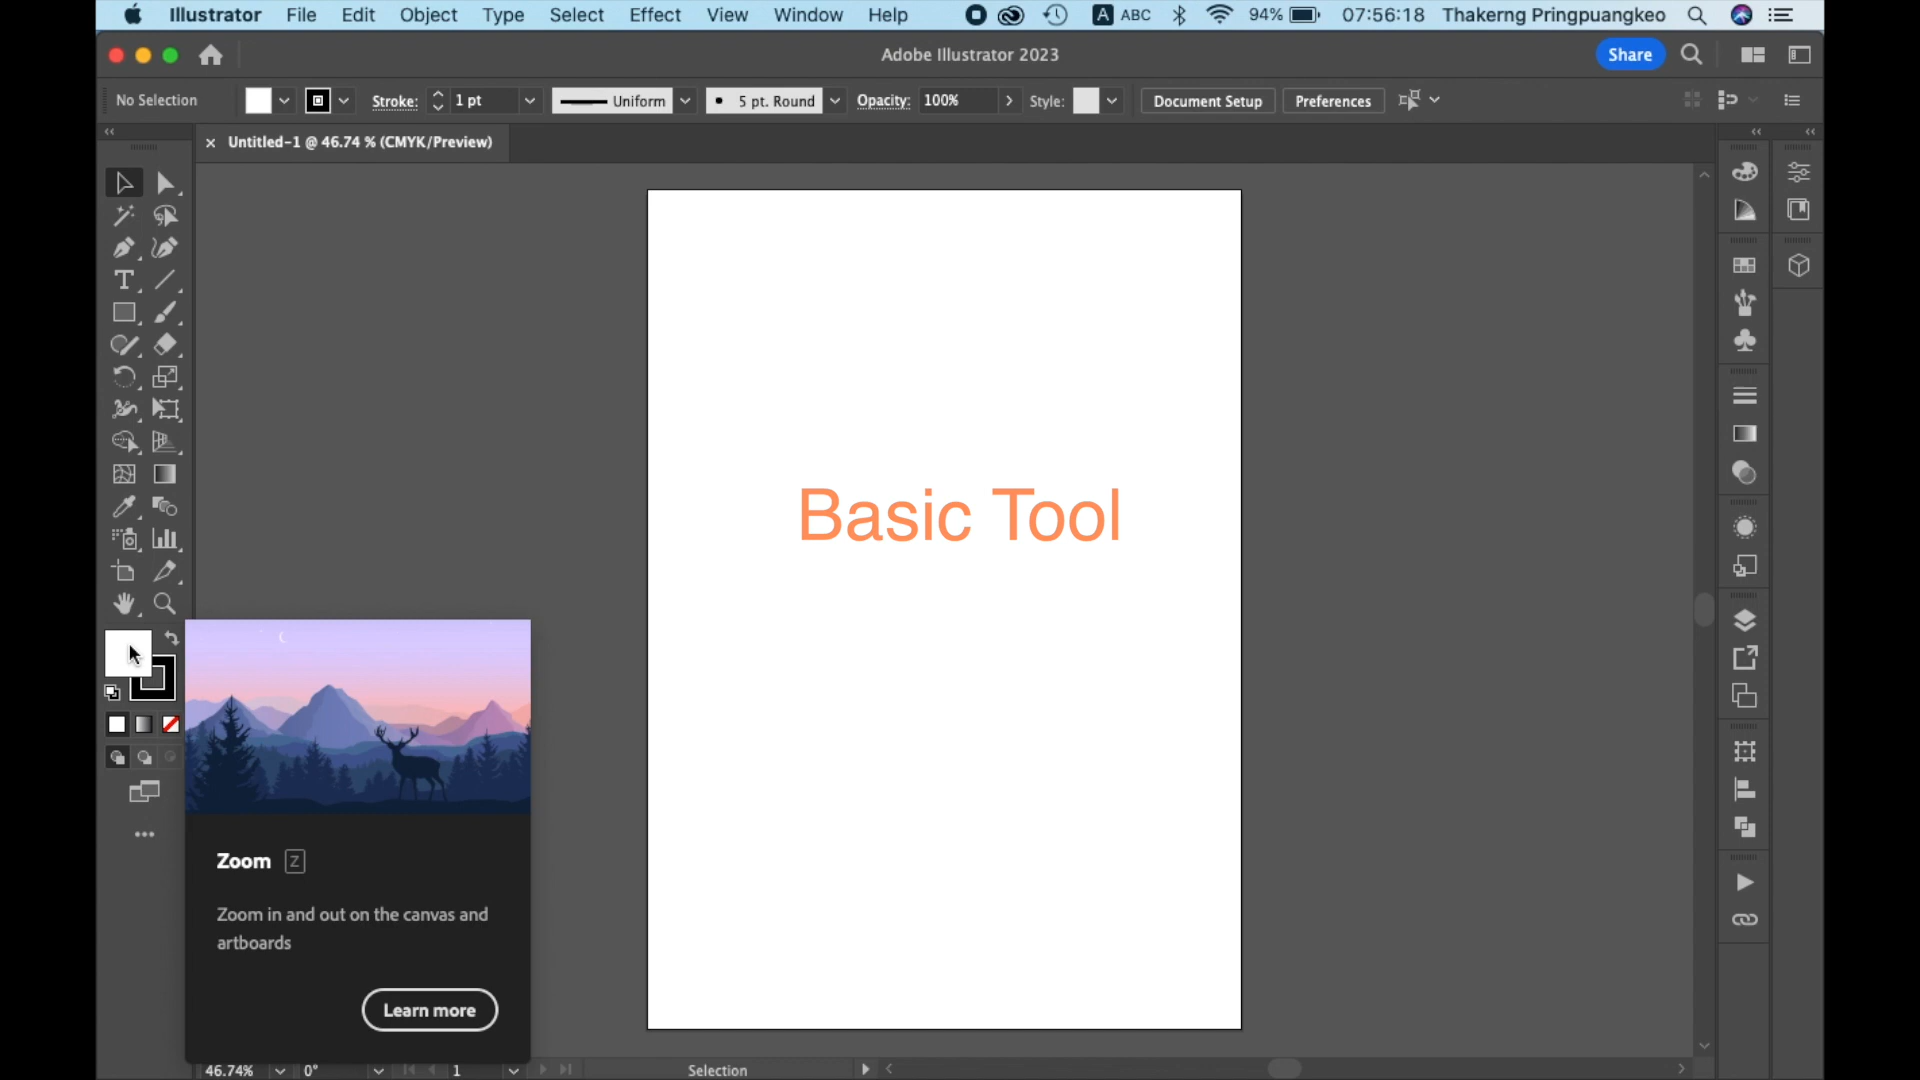 Illustrator File Edit Object Type Select Effect View Window Help A ABC 94% 07:56:18 Thakerng Pringpuangkeo
Adobe Illustrator 2023 Share
No Selection Stroke: 1 pt Uniform 5 pt. Round Opacity: 100% Style: Document Setup Preferences
Untitled-1 @ 46.74 % (CMYK/Preview)
Basic Tool
Zoom Z
Zoom in and out on the canvas and
artboards
Learn more
46.74% 0° 1 Selection